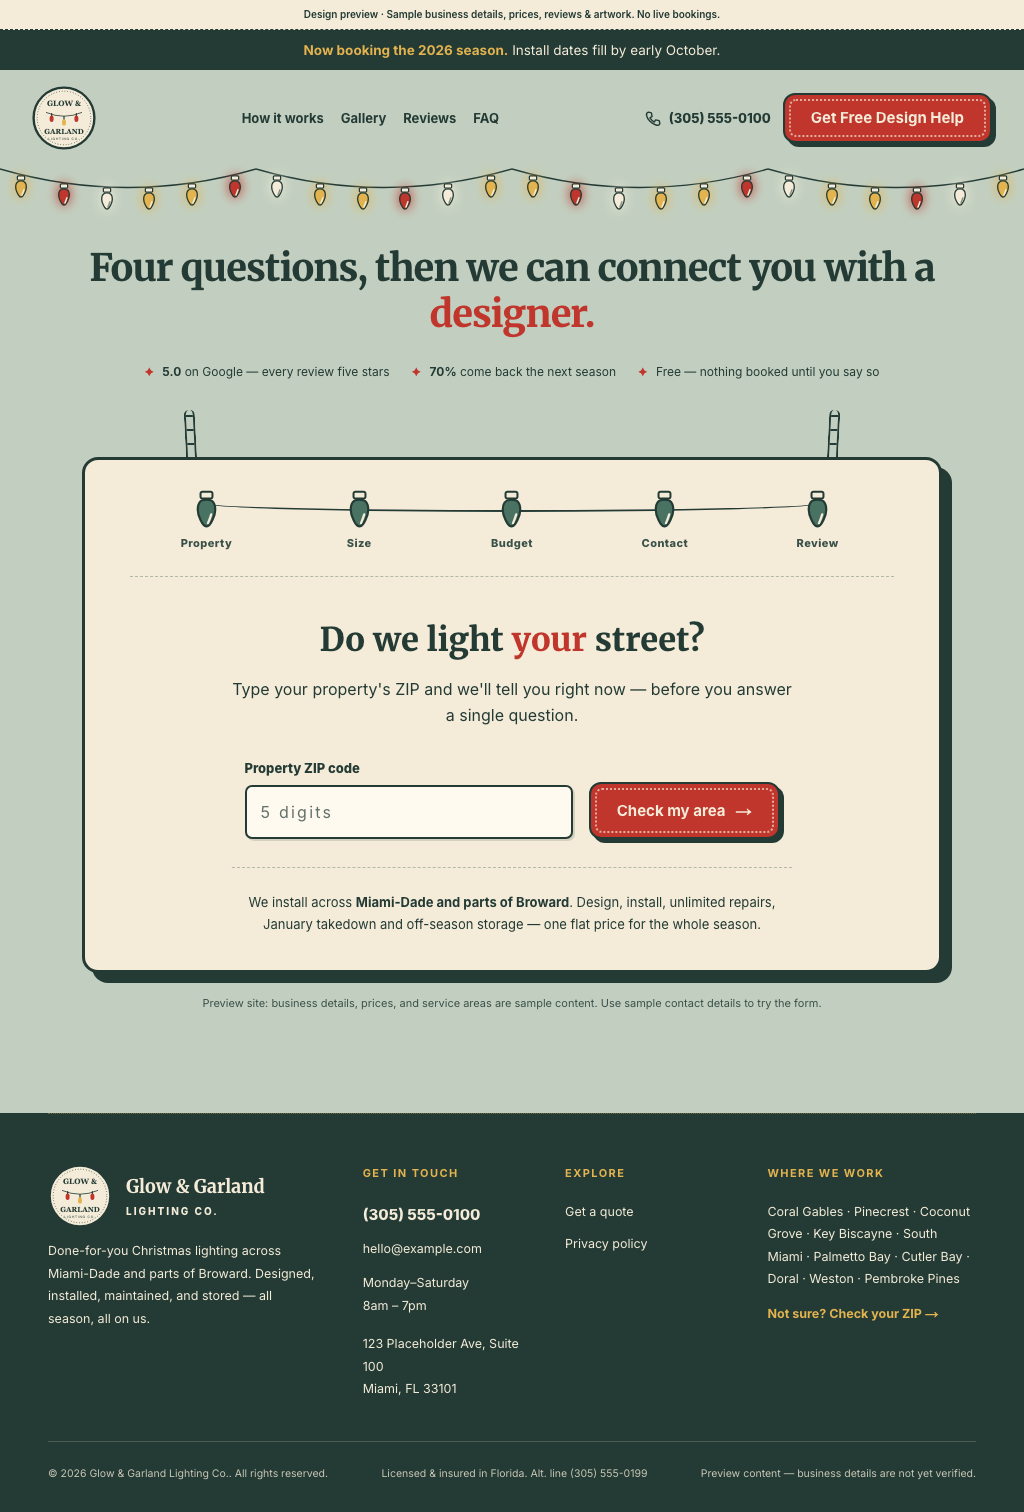 Design preview · Sample business details, prices, reviews & artwork. No live bookings.
Now booking the 2026 season. Install dates fill by early October.
GLOW &
GARLAND
LIGHTING CO.
How it works Gallery Reviews FAQ
(305) 555-0100
Get Free Design Help
Four questions, then we can connect you with a
designer.
5.0 on Google — every review five stars
70% come back the next season
Free — nothing booked until you say so
Property Size Budget Contact Review
Do we light your street?
Type your property's ZIP and we'll tell you right now — before you answer
a single question.
Property ZIP code
5 digits
Check my area →
We install across Miami-Dade and parts of Broward. Design, install, unlimited repairs,
January takedown and off-season storage — one flat price for the whole season.
Preview site: business details, prices, and service areas are sample content. Use sample contact details to try the form.
GLOW &
GARLAND
LIGHTING CO.
Glow & Garland
LIGHTING CO.
Done-for-you Christmas lighting across
Miami-Dade and parts of Broward. Designed,
installed, maintained, and stored — all
season, all on us.
GET IN TOUCH
(305) 555-0100
hello@example.com
Monday–Saturday
8am – 7pm
123 Placeholder Ave, Suite
100
Miami, FL 33101
EXPLORE
Get a quote
Privacy policy
WHERE WE WORK
Coral Gables · Pinecrest · Coconut
Grove · Key Biscayne · South
Miami · Palmetto Bay · Cutler Bay ·
Doral · Weston · Pembroke Pines
Not sure? Check your ZIP →
© 2026 Glow & Garland Lighting Co.. All rights reserved.
Licensed & insured in Florida. Alt. line (305) 555-0199
Preview content — business details are not yet verified.